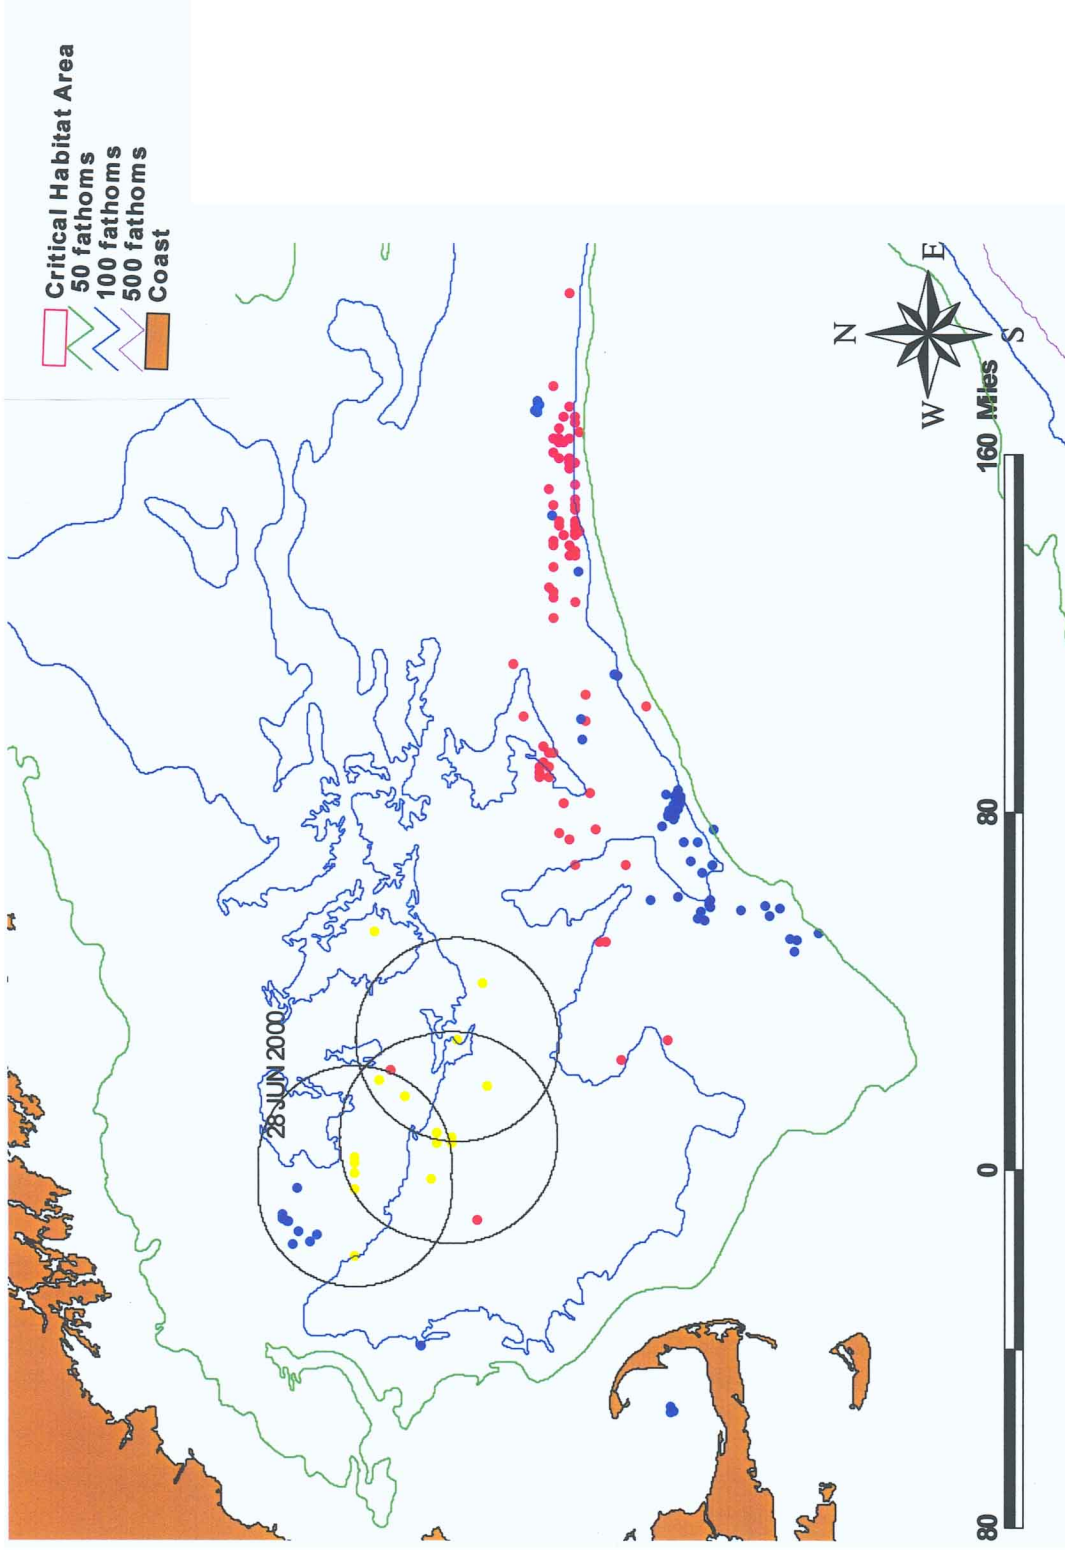 Critical Habitat Area
50 fathoms
100 fathoms
500 fathoms
Coast
28 JUN 2000
N
W
E
S
80
0
80
160 Miles